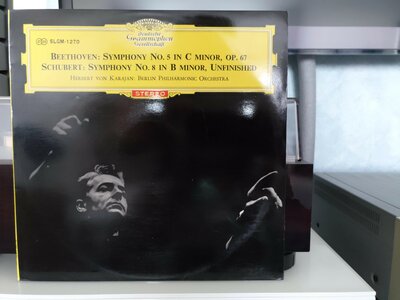 Deutsche
Grammophon
Gesellschaft
SLGM-1270
BEETHOVEN: SYMPHONY NO. 5 IN C MINOR, OP. 67
SCHUBERT: SYMPHONY NO. 8 IN B MINOR, UNFINISHED
HERBERT VON KARAJAN: BERLIN PHILHARMONIC ORCHESTRA
STEREO